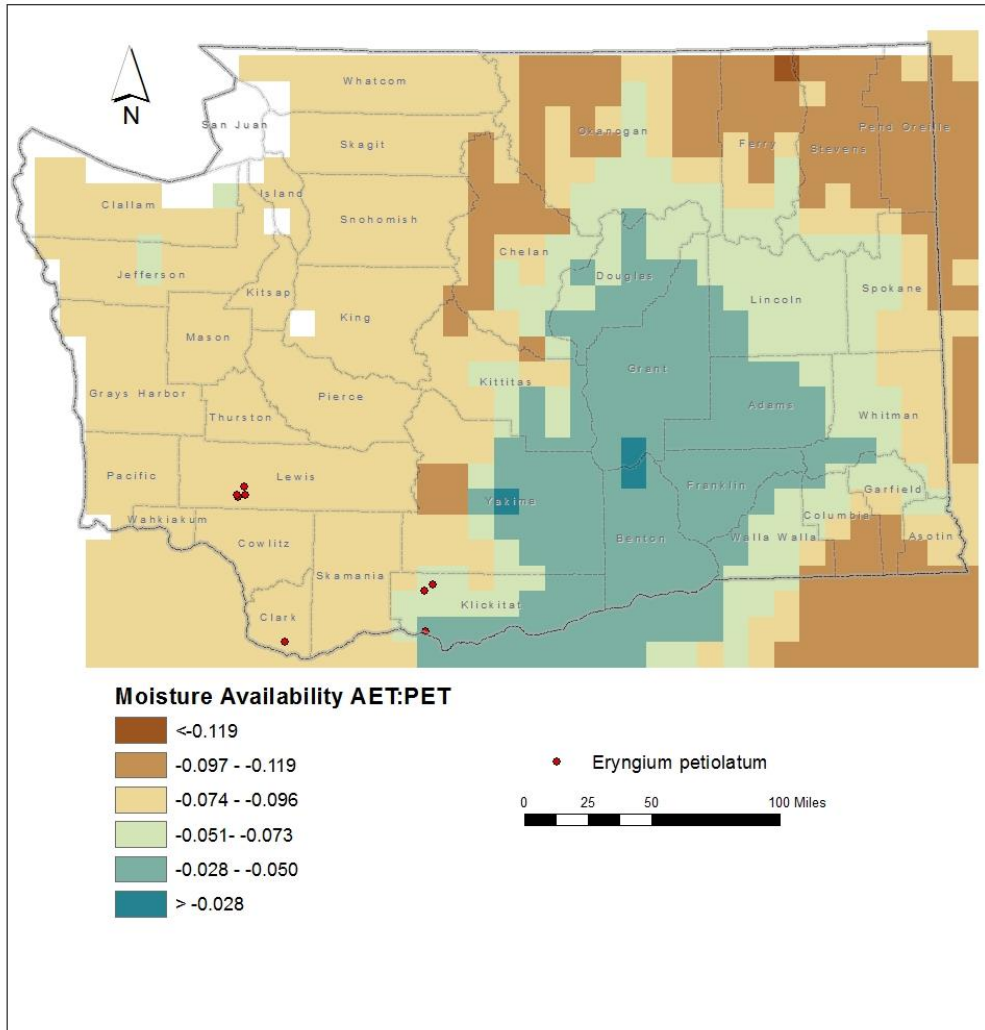 Whatcom
Okanogan
Pend Oreille
San Juan
Skagit
Ferry
Stevens
Island
Clallam
Snohomish
Chelan
Jefferson
Douglas
Kitsap
Lincoln
Spokane
King
Mason
Grant
Kittitas
Grays Harbor
Pierce
Adams
Thurston
Whitman
Pacific
Lewis
Yakima
Franklin
Garfield
Wahkiakum
Columbia
Cowlitz
Benton
Walla Walla
Asotin
Skamania
Klickitat
Clark
N
Moisture Availability AET:PET
<-0.119
-0.097 - -0.119
-0.074 - -0.096
-0.051- -0.073
-0.028 - -0.050
> -0.028
Eryngium petiolatum
0 25 50 100 Miles